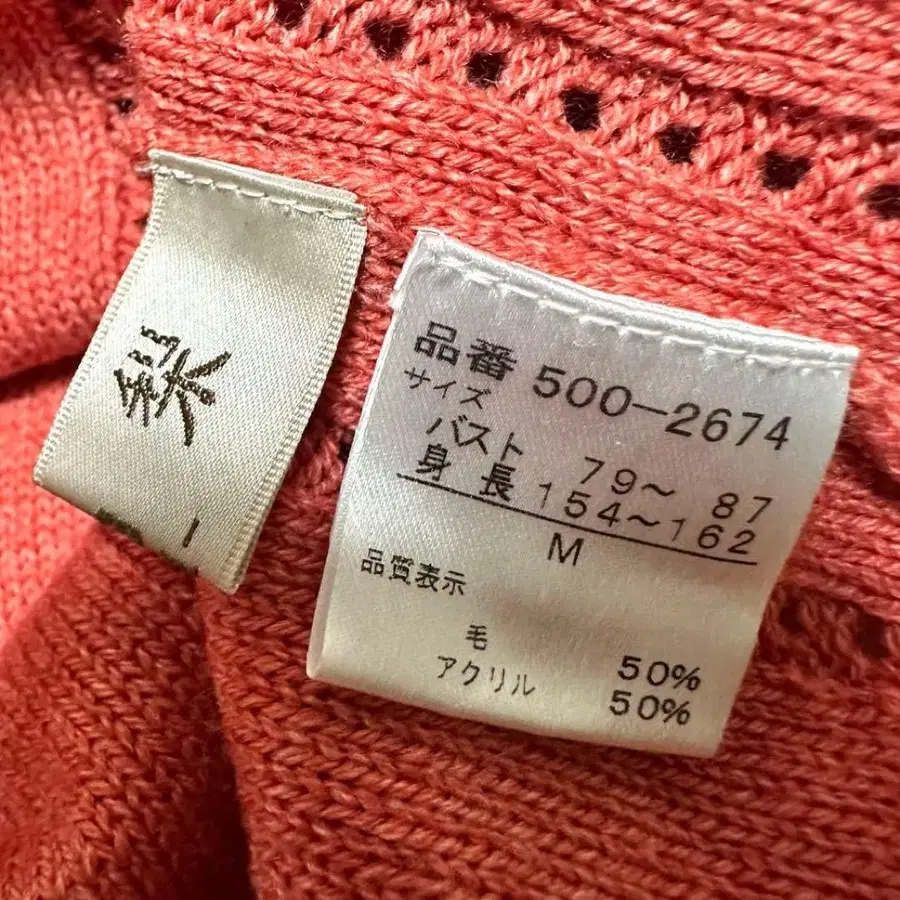 品番 500-2674
サイズ
バスト 79〜 87
身長 154〜162
M
品質表示
毛 50%
アクリル 50%